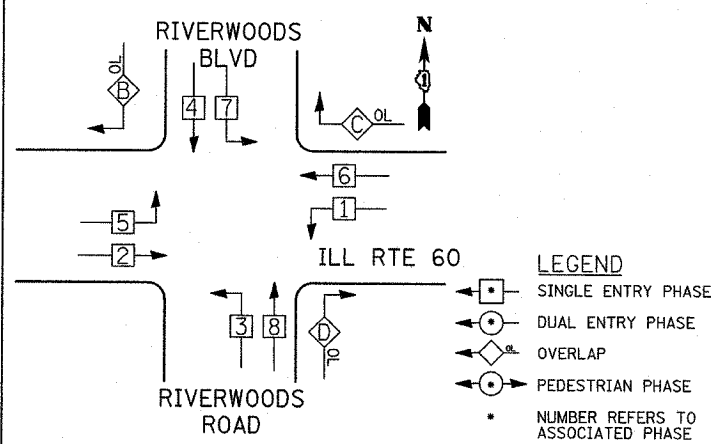 RIVERWOODS
BLVD
N
1
OL
B
4
7
C OL
6
1
5
2
ILL RTE 60
3
8
D
OL
RIVERWOODS
ROAD
LEGEND
* SINGLE ENTRY PHASE
* DUAL ENTRY PHASE
OL OVERLAP
* PEDESTRIAN PHASE
* NUMBER REFERS TO
ASSOCIATED PHASE